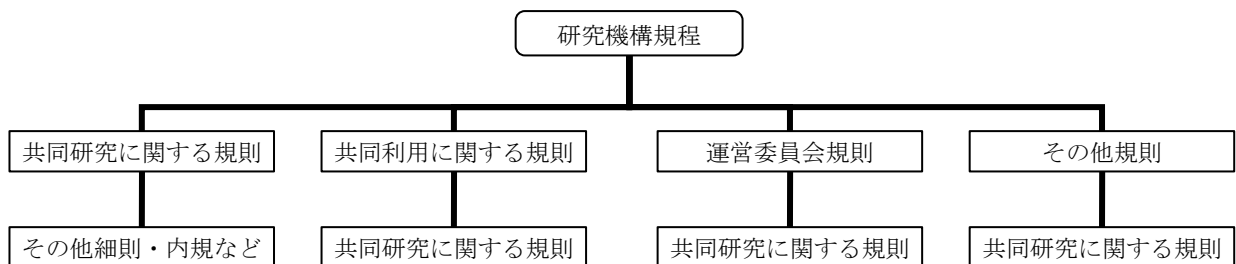 研究機構規程
共同研究に関する規則
共同利用に関する規則
運営委員会規則
その他規則
その他細則・内規など
共同研究に関する規則
共同研究に関する規則
共同研究に関する規則